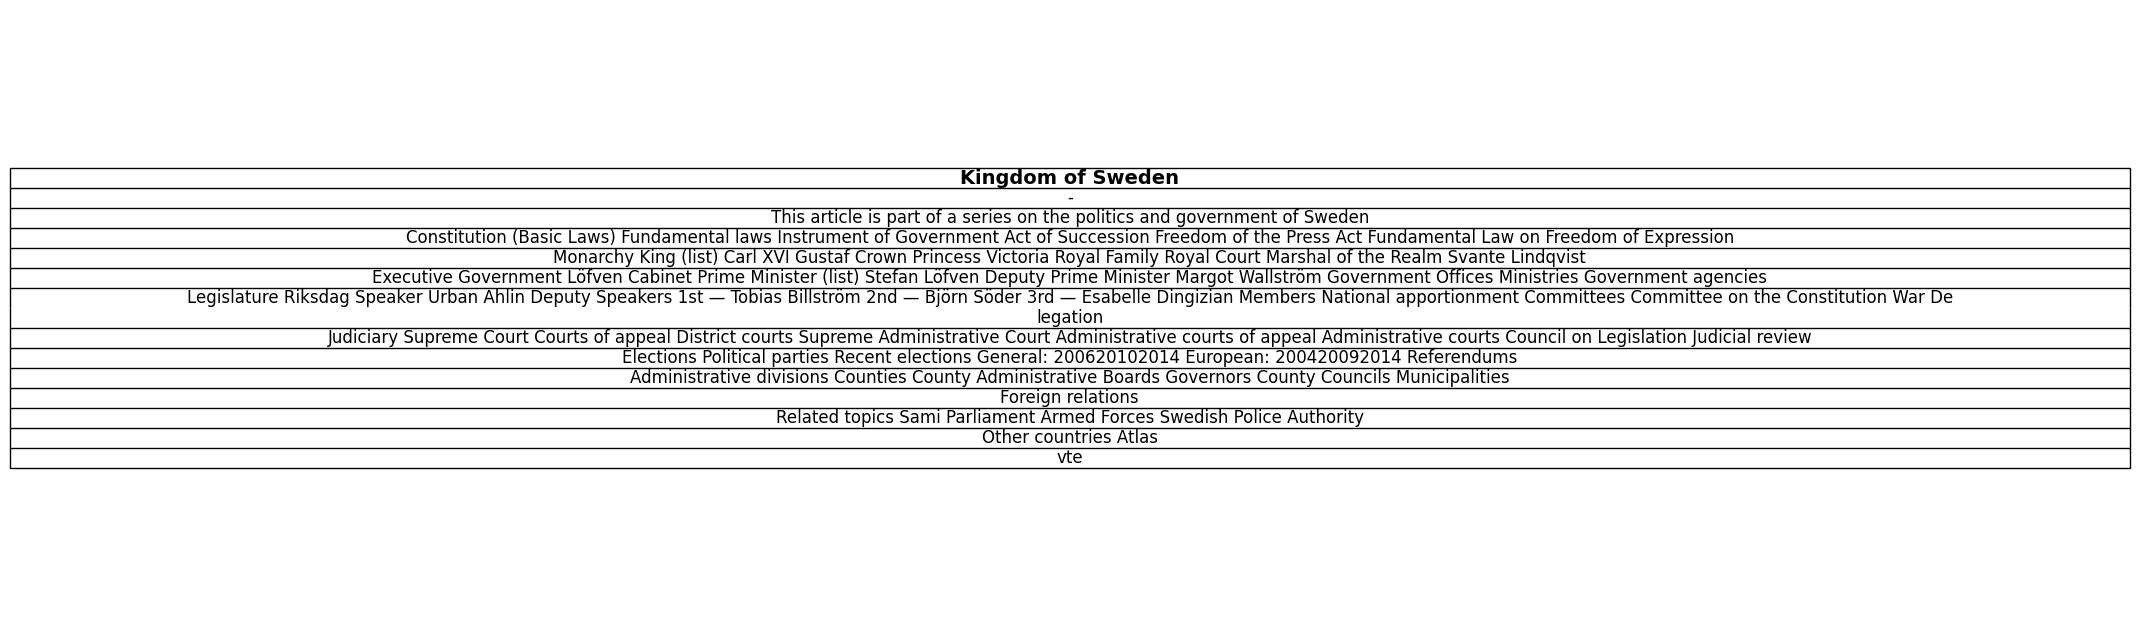 Kingdom of Sweden
-
This article is part of a series on the politics and government of Sweden
Constitution (Basic Laws) Fundamental laws Instrument of Government Act of Succession Freedom of the Press Act Fundamental Law on Freedom of Expression
Monarchy King (list) Carl XVI Gustaf Crown Princess Victoria Royal Family Royal Court Marshal of the Realm Svante Lindqvist
Executive Government Löfven Cabinet Prime Minister (list) Stefan Löfven Deputy Prime Minister Margot Wallström Government Offices Ministries Government agencies
Legislature Riksdag Speaker Urban Ahlin Deputy Speakers 1st — Tobias Billström 2nd — Björn Söder 3rd — Esabelle Dingizian Members National apportionment Committees Committee on the Constitution War De
legation
Judiciary Supreme Court Courts of appeal District courts Supreme Administrative Court Administrative courts of appeal Administrative courts Council on Legislation Judicial review
Elections Political parties Recent elections General: 200620102014 European: 200420092014 Referendums
Administrative divisions Counties County Administrative Boards Governors County Councils Municipalities
Foreign relations
Related topics Sami Parliament Armed Forces Swedish Police Authority
Other countries Atlas
vte